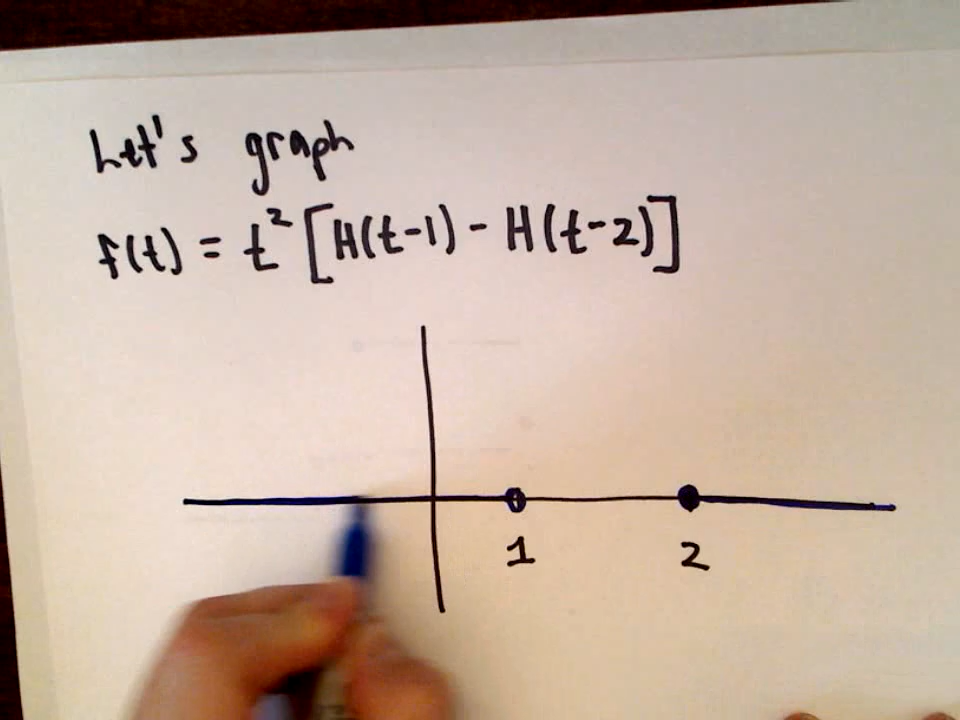 Let's graph
f(t) = t² [H(t-1) - H(t-2)]
1 2